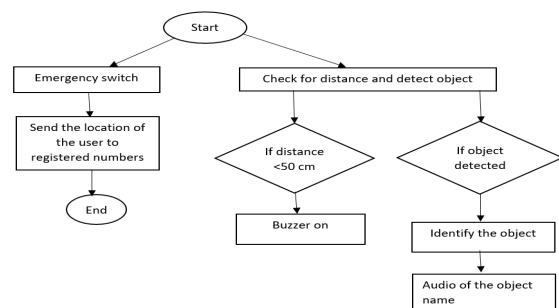 Start
Emergency switch
Check for distance and detect object
Send the location of
the user to
registered numbers
If distance
<50 cm
If object
detected
End
Buzzer on
Identify the object
Audio of the object
name